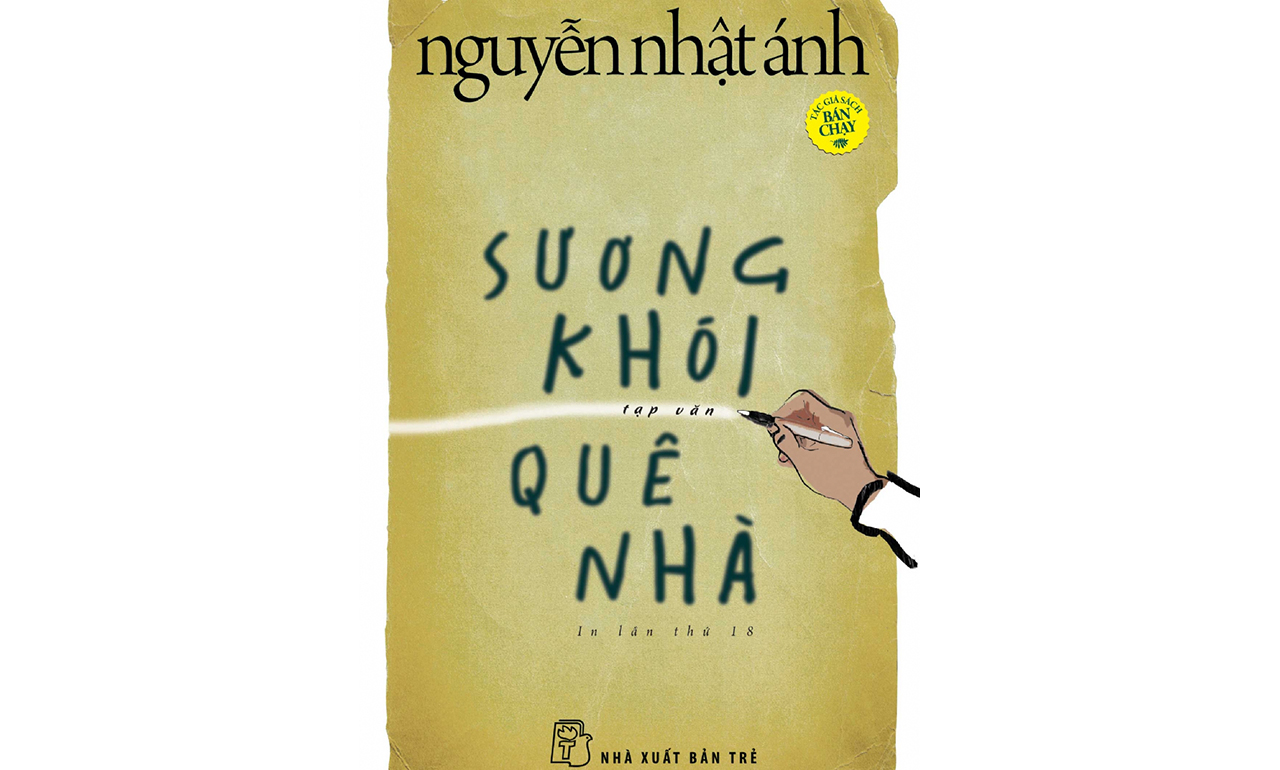 nguyễn nhật ánh
TÁC GIẢ SÁCH
BÁN
CHẠY
SƯƠNG
KHÓI
tạp văn
QUÊ
NHÀ
In lần thứ 18
T
NHÀ XUẤT BẢN TRẺ